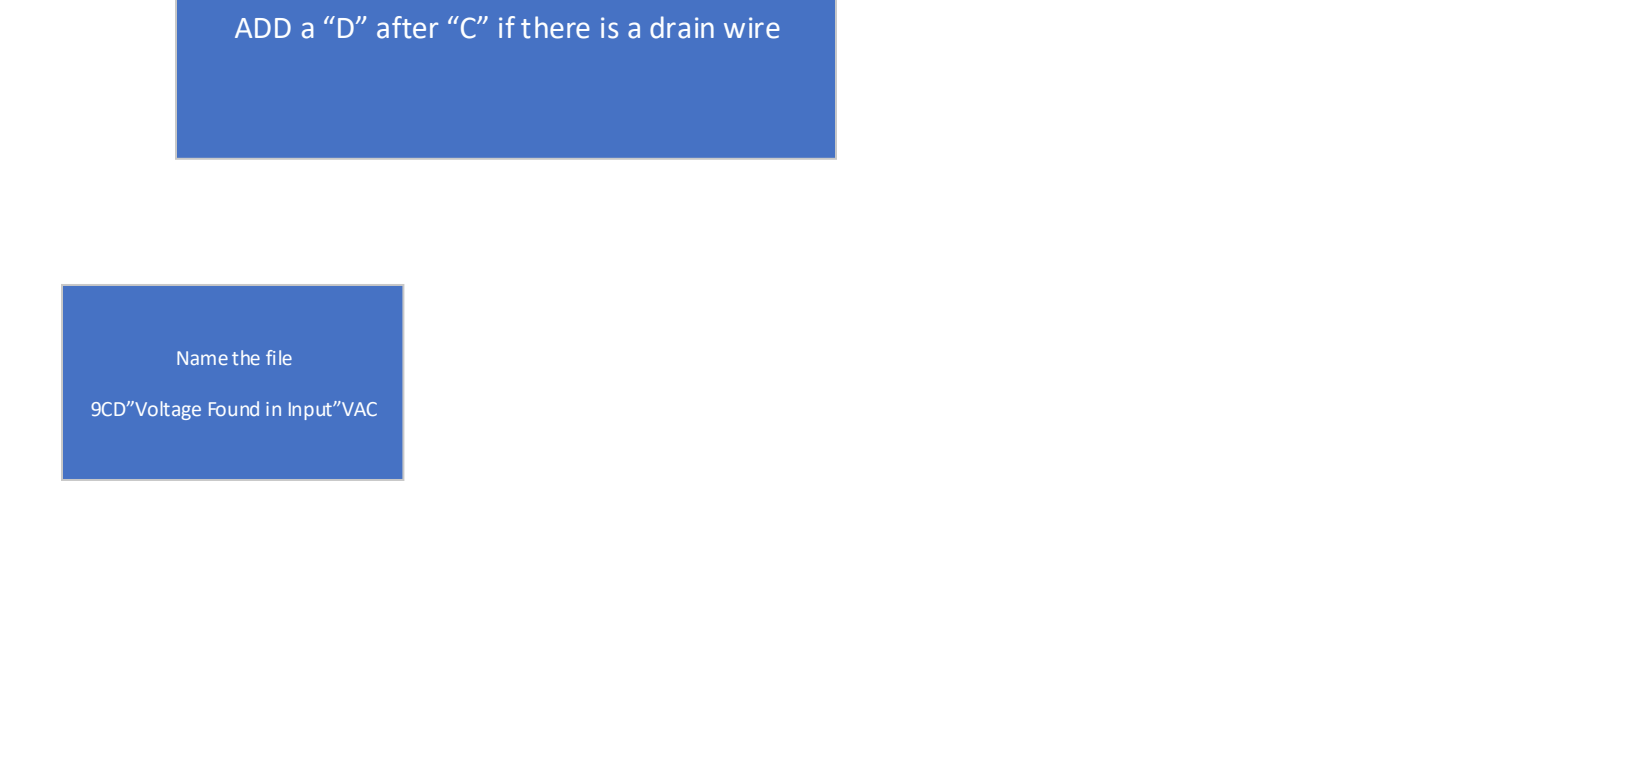 ADD a “D” after “C” if there is a drain wire
Name the file
9CD”Voltage Found in Input”VAC